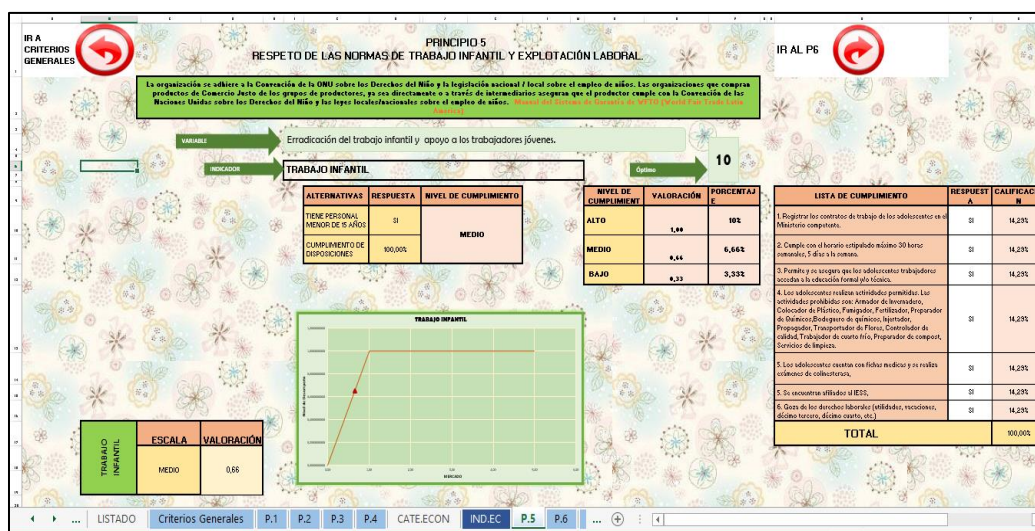 IR A
CRITERIOS
GENERALES
PRINCIPIO 5
RESPETO DE LAS NORMAS DE TRABAJO INFANTIL Y EXPLOTACIÓN LABORAL.
IR AL P6
La organización se adhiere a la Convención de la ONU sobre los Derechos del Niño y la legislación nacional / local sobre el empleo de niños. Las organizaciones que compran
productos de Comercio Justo de los grupos de productores, ya sea directamente o a través de intermediarios aseguran que el productor cumple con la Convención de las
Naciones Unidas sobre los Derechos del Niño y las leyes locales/nacionales sobre el empleo de niños. Manual del Sistema de Garantía de WFTO (World Fair Trade Latin
America)
VARIABLE
Erradicación del trabajo infantil y apoyo a los trabajadores jóvenes.
INDICADOR
TRABAJO INFANTIL
Óptimo
10
ALTERNATIVAS RESPUESTA NIVEL DE CUMPLIMIENTO
TIENE PERSONAL
MENOR DE 15 AÑOS
SI
MEDIO
CUMPLIMIENTO DE
DISPOSICIONES
100,00%
NIVEL DE
CUMPLIMIENT
VALORACIÓN
PORCENTAJ
E
ALTO 1,00 10%
MEDIO 0,66 6,66%
BAJO 0,33 3,33%
LISTA DE CUMPLIMIENTO
RESPUEST
A
CALIFICAC
N
1. Registrar los contratos de trabajo de los adolescentes en el
Ministerio competente.
SI 14,29%
2. Cumple con el horario estipulado máximo 30 horas
semanales, 5 días a la semana.
SI 14,29%
3. Permite y se asegura que los adolescentes trabajadores
accedan a la educación formal y/o técnica.
SI 14,29%
4. Los adolescentes realizan actividades permitidas. Las
actividades prohibidas son: Armador de Invernadero,
Colocador de Plástico, Fumigador, Fertilizador, Preparador
de Químicos,Bodeguero de químicos, Injertador,
Propagador, Transportador de Flores, Controlador de
calidad, Trabajador de cuarto frío, Preparador de compost,
Servicios de limpieza.
SI 14,29%
5. Los adolescentes cuentan con fichas medicas y se realiza
exámenes de colinesterasa,
SI 14,29%
5. Se encuentran afiliados al IESS,
SI 14,29%
6. Goza de los derechos laborales (utilidades, vacaciones,
décimo tercero, décimo cuarto, etc.)
SI 14,29%
TOTAL 100,00%
TRABAJO INFANTIL
TRABAJO
INFANTIL
ESCALA VALORACIÓN
MEDIO 0,66
... LISTADO Criterios Generales P.1 P.2 P.3 P.4 CATE.ECON IND.EC P.5 P.6 ...